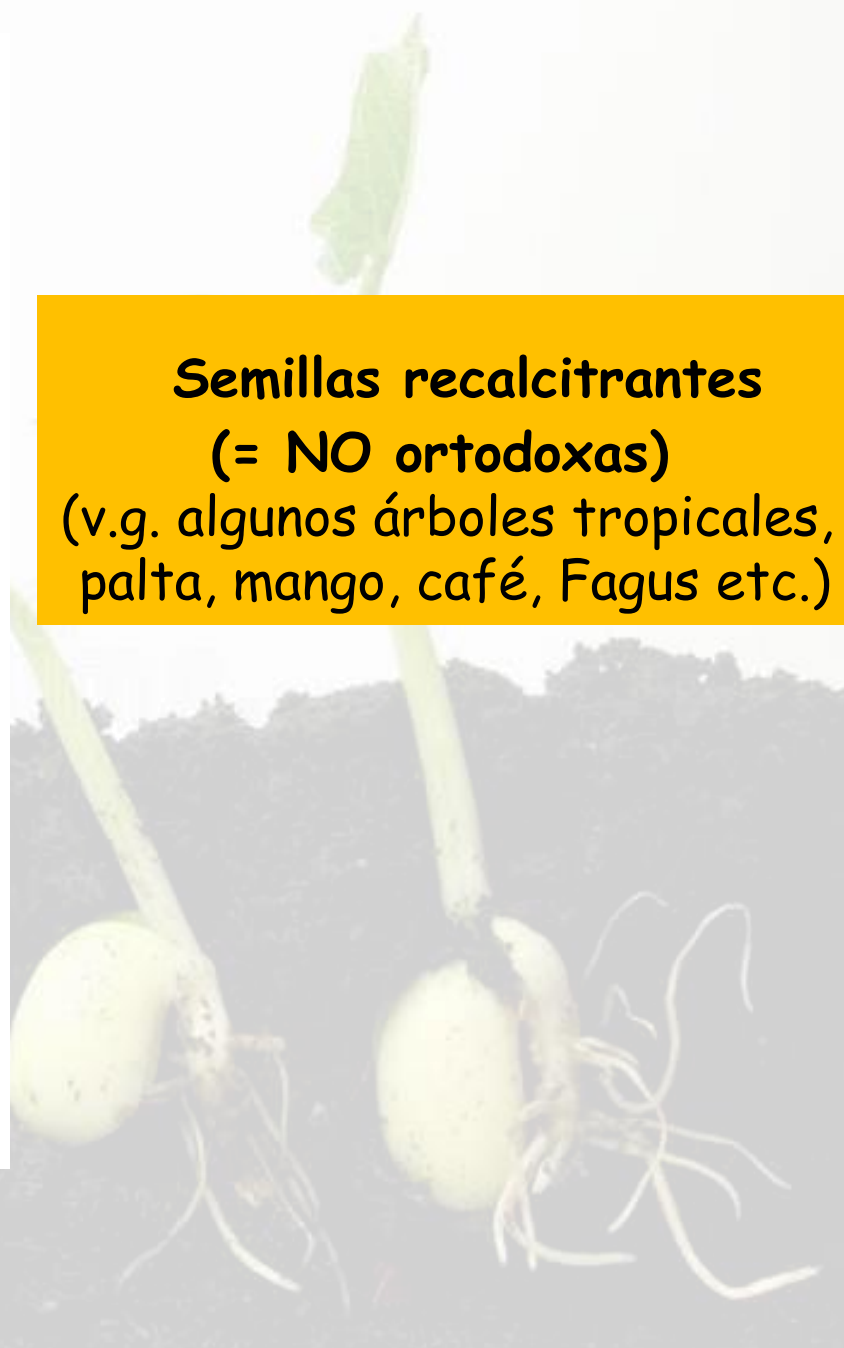 Semillas recalcitrantes
(= NO ortodoxas)
(v.g. algunos árboles tropicales,
palta, mango, café, Fagus etc.)